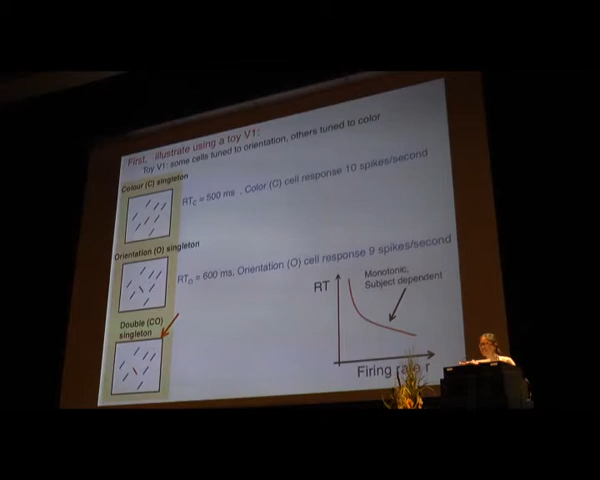 First, illustrate using a toy V1:
Toy V1: some cells tuned to orientation, others tuned to color
Colour (C) singleton
RTC = 500 ms , Color (C) cell response 10 spikes/second
Orientation (O) singleton
RTO = 600 ms, Orientation (O) cell response 9 spikes/second
Double (CO)
singleton
RT
Monotonic,
Subject dependent
Firing rate r